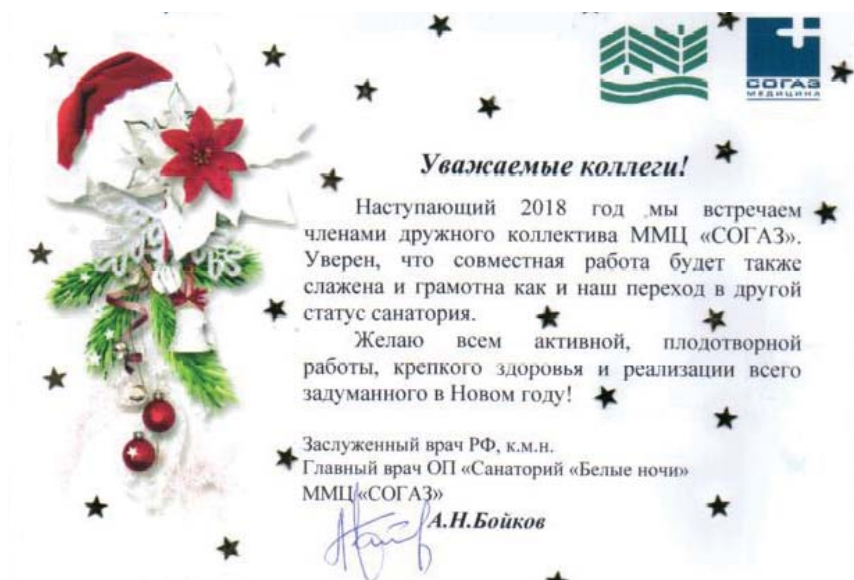 СОГАЗ
МЕДИЦИНА
Уважаемые коллеги!
Наступающий 2018 год мы встречаем
членами дружного коллектива ММЦ «СОГАЗ».
Уверен, что совместная работа будет также
слажена и грамотна как и наш переход в другой
статус санатория.
Желаю всем активной, плодотворной
работы, крепкого здоровья и реализации всего
задуманного в Новом году!
Заслуженный врач РФ, к.м.н.
Главный врач ОП «Санаторий «Белые ночи»
ММЦ «СОГАЗ»
А.Н.Бойков